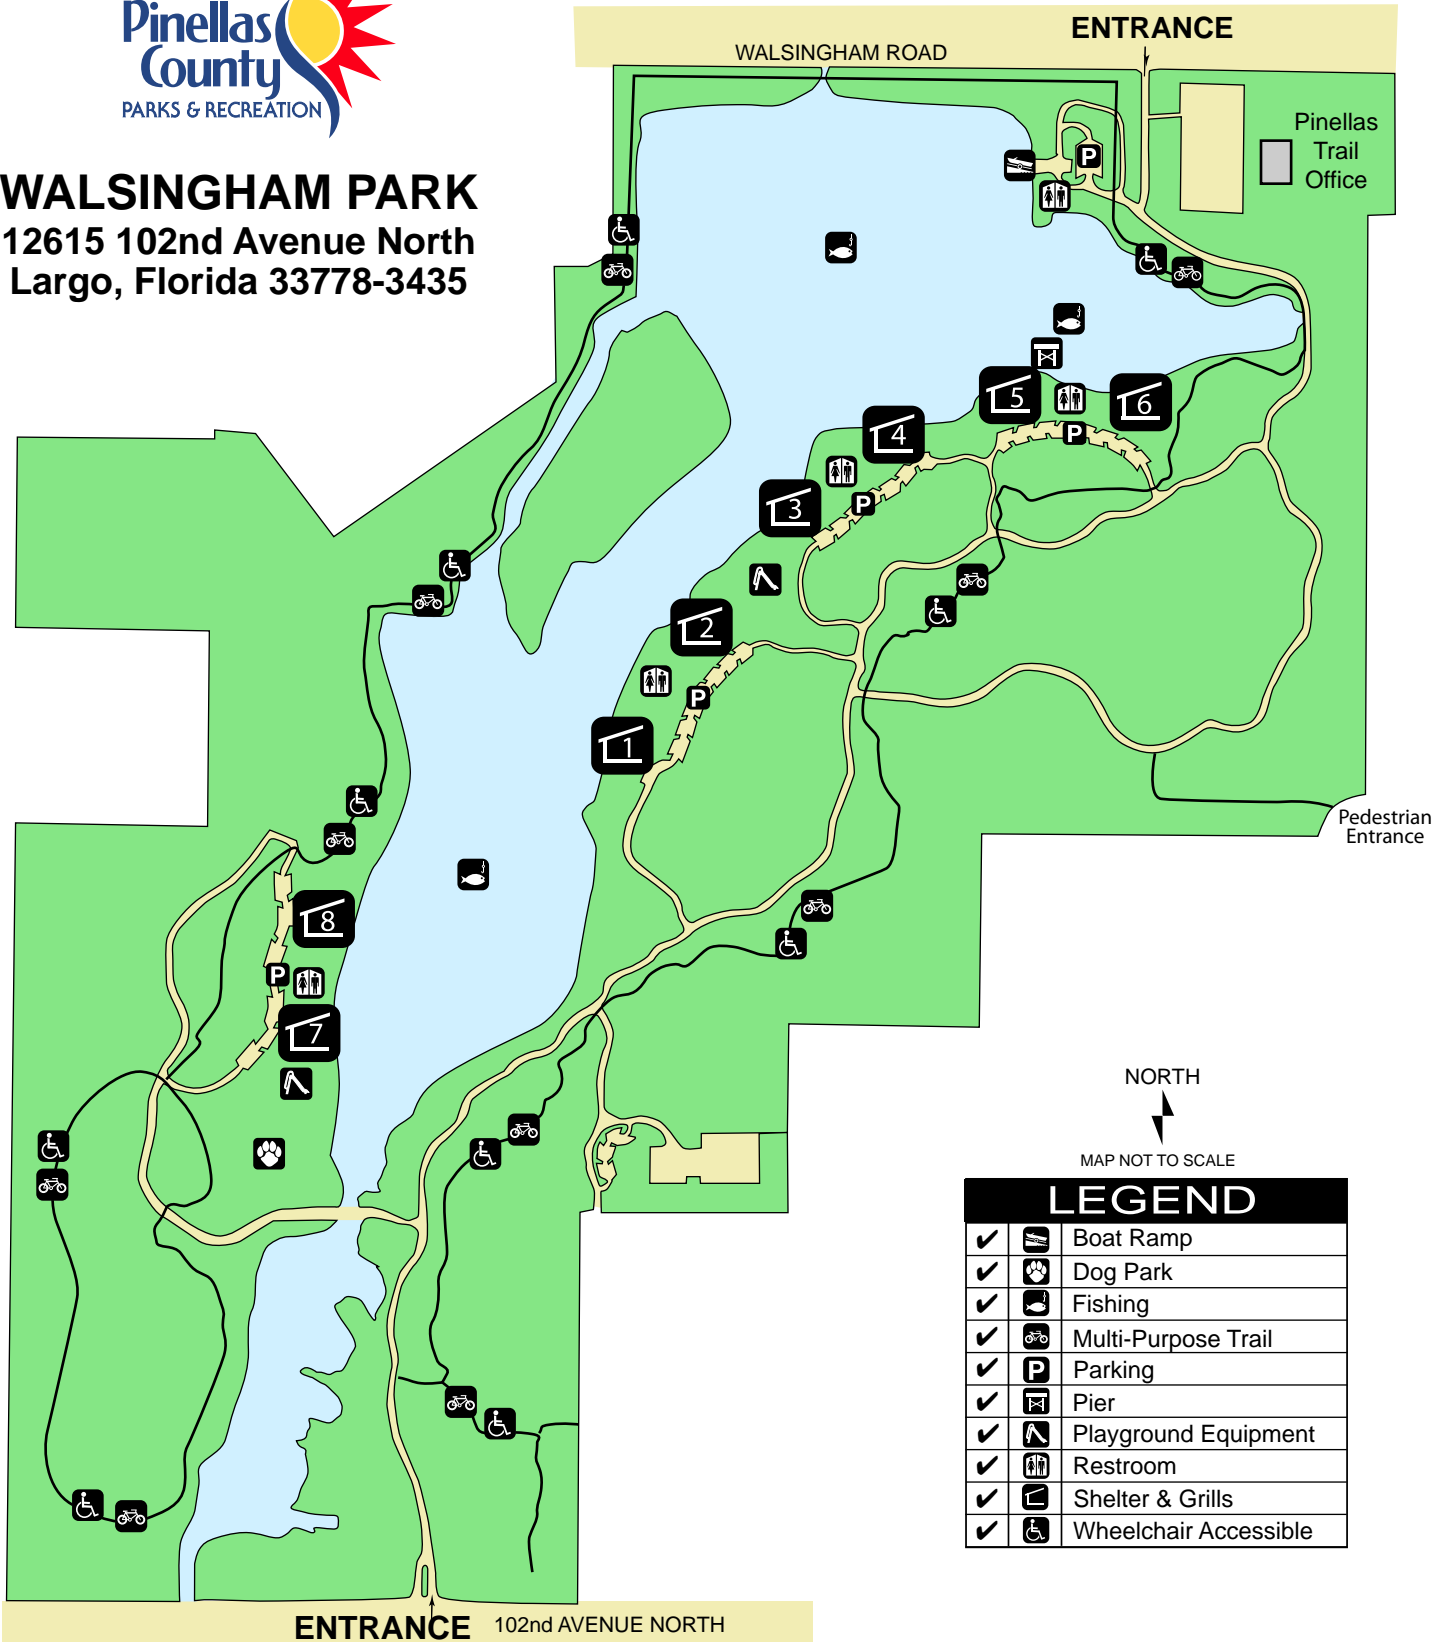 Pinellas
County
PARKS & RECREATION
WALSINGHAM PARK
12615 102nd Avenue North
Largo, Florida 33778-3435
ENTRANCE
WALSINGHAM ROAD
Pinellas
Trail
Office
P
5
6
4
P
3
P
2
P
1
Pedestrian
Entrance
8
P
7
NORTH
MAP NOT TO SCALE
LEGEND
✔ Boat Ramp
✔ Dog Park
✔ Fishing
✔ Multi-Purpose Trail
✔ P Parking
✔ Pier
✔ Playground Equipment
✔ Restroom
✔ Shelter & Grills
✔ Wheelchair Accessible
ENTRANCE 102nd AVENUE NORTH